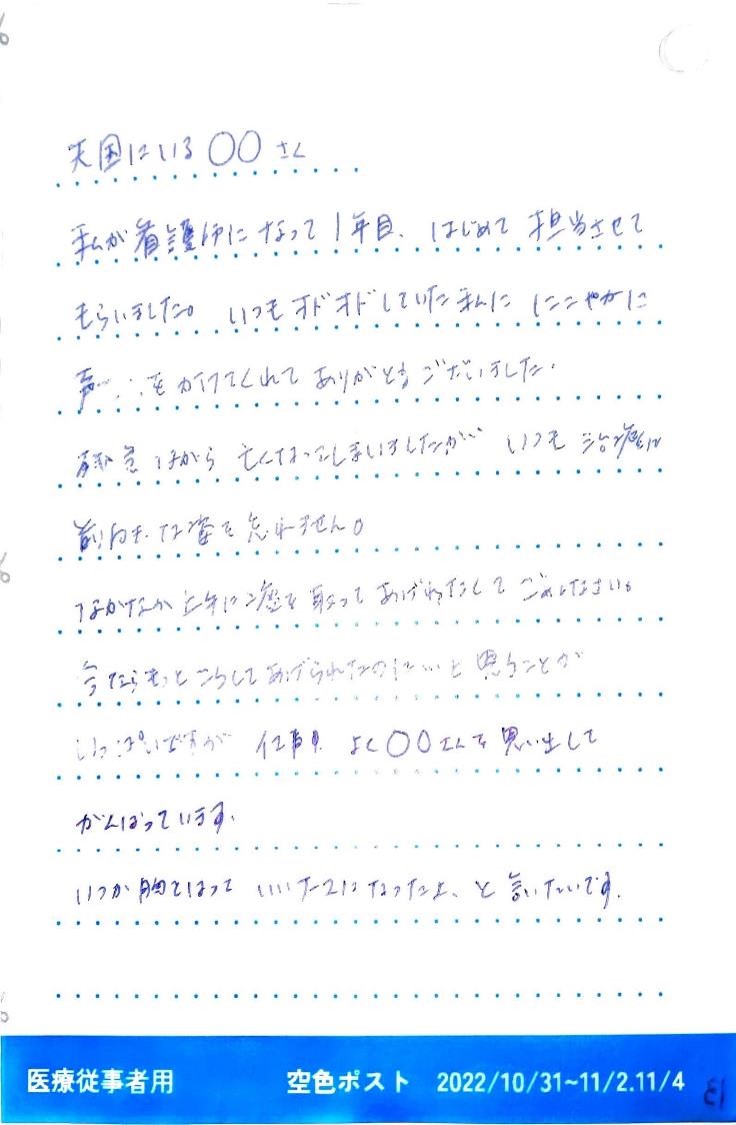 天国にいる 〇〇 さん
私が看護師になって1年目、はじめて担当させて
もらいました。いつもオドオドしていた私に にこやかに
声をかけてくれて ありがとうございました。
残念ながら 亡くなってしまいましたが いつも 治療に
前向きな姿を忘れません。
なかなか上手に痰を取ってあげれなくて ごめんなさい。
今ならもっと こうしてあげられたのに…と 思うことが
いっぱいですが 仕事中 よく〇〇さんを 思い出して
がんばっています。
いつか胸をはって いいナースになったよ、と 言いたいです。
医療従事者用 空色ポスト 2022/10/31~11/2.11/4